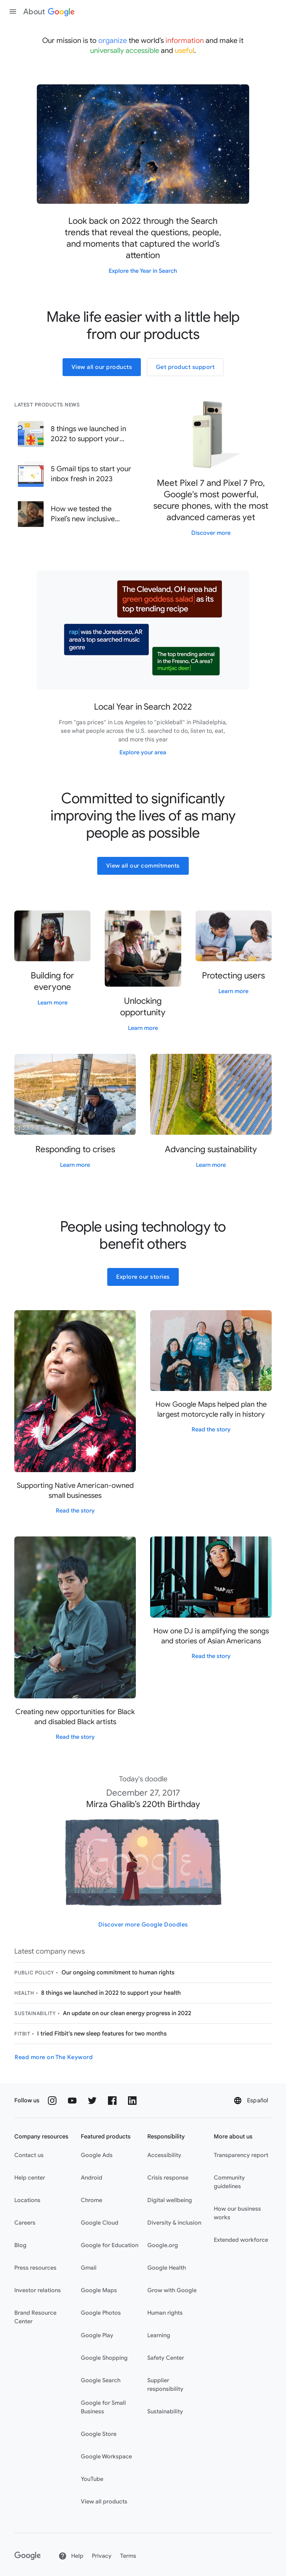 About Google
Our mission is to organize the world's information and make it
universally accessible and useful.
Look back on 2022 through the Search
trends that reveal the questions, people,
and moments that captured the world's
attention
Explore the Year in Search
Make life easier with a little help
from our products
View all our products
Get product support
LATEST PRODUCTS NEWS
8 things we launched in
2022 to support your...
5 Gmail tips to start your
inbox fresh in 2023
How we tested the
Pixel's new inclusive...
Meet Pixel 7 and Pixel 7 Pro,
Google's most powerful,
secure phones, with the most
advanced cameras yet
Discover more
The Cleveland, OH area had
green goddess salad as its
top trending recipe
rap was the Jonesboro, AR
area's top searched music
genre
The top trending animal
in the Fresno, CA area?
muntjac deer
Local Year in Search 2022
From "gas prices" in Los Angeles to "pickleball" in Philadelphia,
see what people across the U.S. searched to do, listen to, eat,
and more this year
Explore your area
Committed to significantly
improving the lives of as many
people as possible
View all our commitments
Building for
everyone
Learn more
Unlocking
opportunity
Learn more
Protecting users
Learn more
Responding to crises
Learn more
Advancing sustainability
Learn more
People using technology to
benefit others
Explore our stories
Supporting Native American-owned
small businesses
Read the story
How Google Maps helped plan the
largest motorcycle rally in history
Read the story
Creating new opportunities for Black
and disabled Black artists
Read the story
How one DJ is amplifying the songs
and stories of Asian Americans
Read the story
Today's doodle
December 27, 2017
Mirza Ghalib's 220th Birthday
Google
Discover more Google Doodles
Latest company news
PUBLIC POLICY • Our ongoing commitment to human rights
HEALTH • 8 things we launched in 2022 to support your health
SUSTAINABILITY • An update on our clean energy progress in 2022
FITBIT • I tried Fitbit's new sleep features for two months
Read more on The Keyword
Follow us
Español
Company resources
Contact us
Help center
Locations
Careers
Blog
Press resources
Investor relations
Brand Resource
Center
Featured products
Google Ads
Android
Chrome
Google Cloud
Google for Education
Gmail
Google Maps
Google Photos
Google Play
Google Shopping
Google Search
Google for Small
Business
Google Store
Google Workspace
YouTube
View all products
Responsibility
Accessibility
Crisis response
Digital wellbeing
Diversity & inclusion
Google.org
Google Health
Grow with Google
Human rights
Learning
Safety Center
Supplier
responsibility
Sustainability
More about us
Transparency report
Community
guidelines
How our business
works
Extended workforce
Google
Help
Privacy
Terms